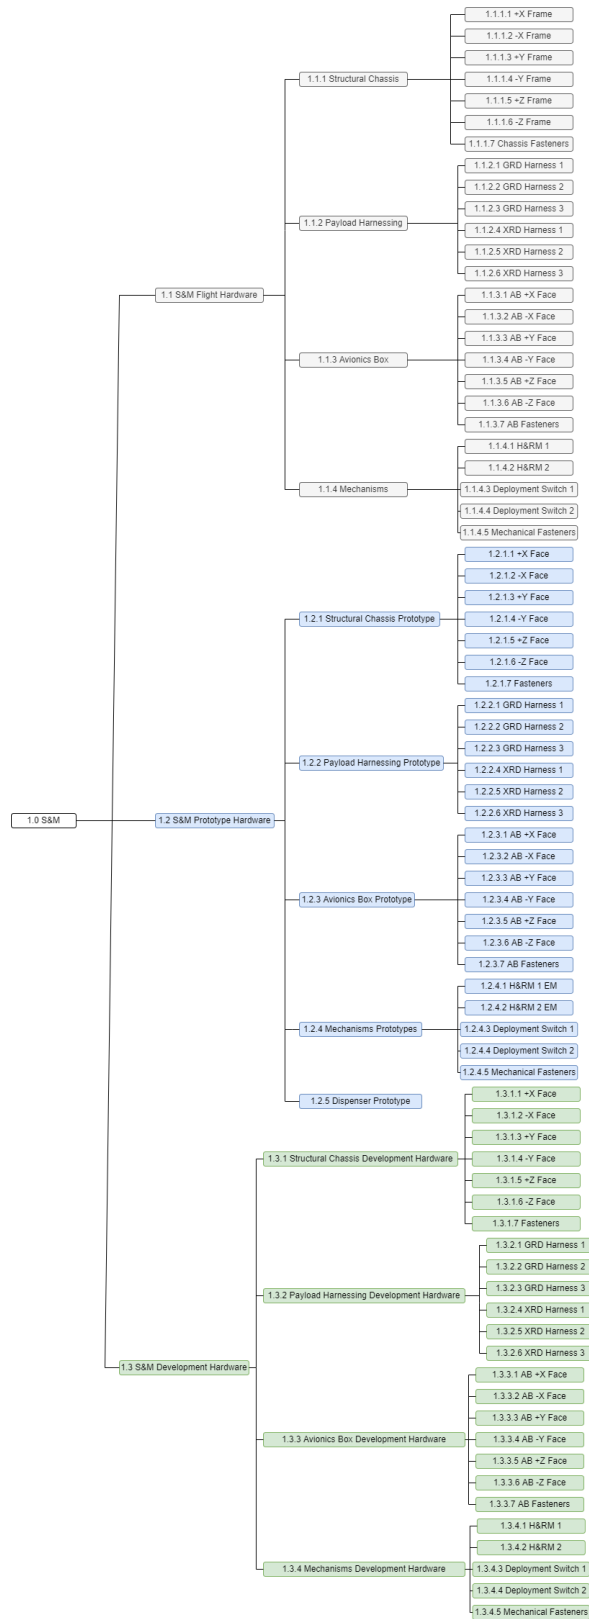 1.0 S&M
1.1 S&M Flight Hardware
1.1.1 Structural Chassis
1.1.1.1 +X Frame
1.1.1.2 -X Frame
1.1.1.3 +Y Frame
1.1.1.4 -Y Frame
1.1.1.5 +Z Frame
1.1.1.6 -Z Frame
1.1.1.7 Chassis Fasteners
1.1.2 Payload Harnessing
1.1.2.1 GRD Harness 1
1.1.2.2 GRD Harness 2
1.1.2.3 GRD Harness 3
1.1.2.4 XRD Harness 1
1.1.2.5 XRD Harness 2
1.1.2.6 XRD Harness 3
1.1.3 Avionics Box
1.1.3.1 AB +X Face
1.1.3.2 AB -X Face
1.1.3.3 AB +Y Face
1.1.3.4 AB -Y Face
1.1.3.5 AB +Z Face
1.1.3.6 AB -Z Face
1.1.3.7 AB Fasteners
1.1.4 Mechanisms
1.1.4.1 H&RM 1
1.1.4.2 H&RM 2
1.1.4.3 Deployment Switch 1
1.1.4.4 Deployment Switch 2
1.1.4.5 Mechanical Fasteners
1.2 S&M Prototype Hardware
1.2.1 Structural Chassis Prototype
1.2.1.1 +X Face
1.2.1.2 -X Face
1.2.1.3 +Y Face
1.2.1.4 -Y Face
1.2.1.5 +Z Face
1.2.1.6 -Z Face
1.2.1.7 Fasteners
1.2.2 Payload Harnessing Prototype
1.2.2.1 GRD Harness 1
1.2.2.2 GRD Harness 2
1.2.2.3 GRD Harness 3
1.2.2.4 XRD Harness 1
1.2.2.5 XRD Harness 2
1.2.2.6 XRD Harness 3
1.2.3 Avionics Box Prototype
1.2.3.1 AB +X Face
1.2.3.2 AB -X Face
1.2.3.3 AB +Y Face
1.2.3.4 AB -Y Face
1.2.3.5 AB +Z Face
1.2.3.6 AB -Z Face
1.2.3.7 AB Fasteners
1.2.4 Mechanisms Prototypes
1.2.4.1 H&RM 1 EM
1.2.4.2 H&RM 2 EM
1.2.4.3 Deployment Switch 1
1.2.4.4 Deployment Switch 2
1.2.4.5 Mechanical Fasteners
1.2.5 Dispenser Prototype
1.3 S&M Development Hardware
1.3.1 Structural Chassis Development Hardware
1.3.1.1 +X Face
1.3.1.2 -X Face
1.3.1.3 +Y Face
1.3.1.4 -Y Face
1.3.1.5 +Z Face
1.3.1.6 -Z Face
1.3.1.7 Fasteners
1.3.2 Payload Harnessing Development Hardware
1.3.2.1 GRD Harness 1
1.3.2.2 GRD Harness 2
1.3.2.3 GRD Harness 3
1.3.2.4 XRD Harness 1
1.3.2.5 XRD Harness 2
1.3.2.6 XRD Harness 3
1.3.3 Avionics Box Development Hardware
1.3.3.1 AB +X Face
1.3.3.2 AB -X Face
1.3.3.3 AB +Y Face
1.3.3.4 AB -Y Face
1.3.3.5 AB +Z Face
1.3.3.6 AB -Z Face
1.3.3.7 AB Fasteners
1.3.4 Mechanisms Development Hardware
1.3.4.1 H&RM 1
1.3.4.2 H&RM 2
1.3.4.3 Deployment Switch 1
1.3.4.4 Deployment Switch 2
1.3.4.5 Mechanical Fasteners